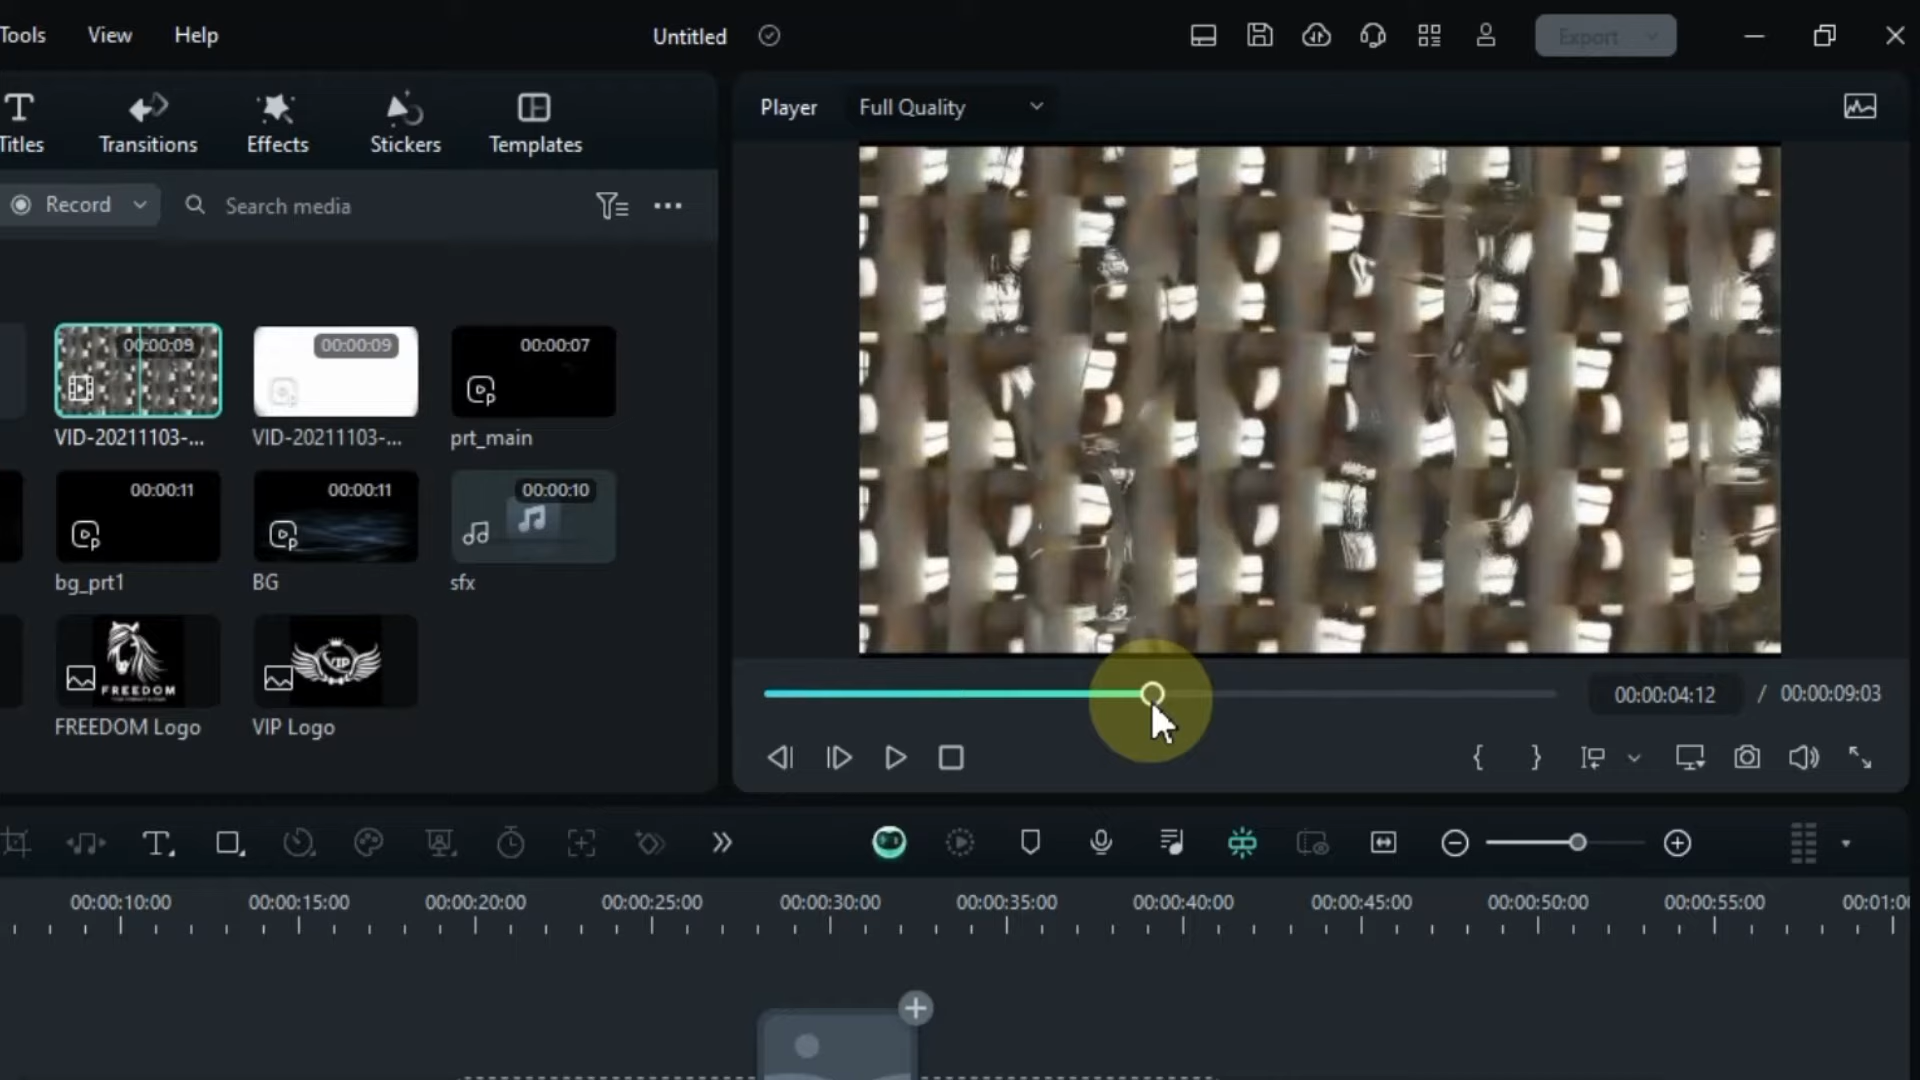 Tools View Help Untitled Export
Player Full Quality
Titles Transitions Effects Stickers Templates
Record Search media
00:00:09 00:00:09 00:00:07
VID-20211103-... VID-20211103-... prt_main
00:00:11 00:00:11 00:00:10
bg_prt1 BG sfx
FREEDOM VIP
FREEDOM Logo VIP Logo
00:00:04:12 / 00:00:09:03
00:00:10:00 00:00:15:00 00:00:20:00 00:00:25:00 00:00:30:00 00:00:35:00 00:00:40:00 00:00:45:00 00:00:50:00 00:00:55:00 00:01:00